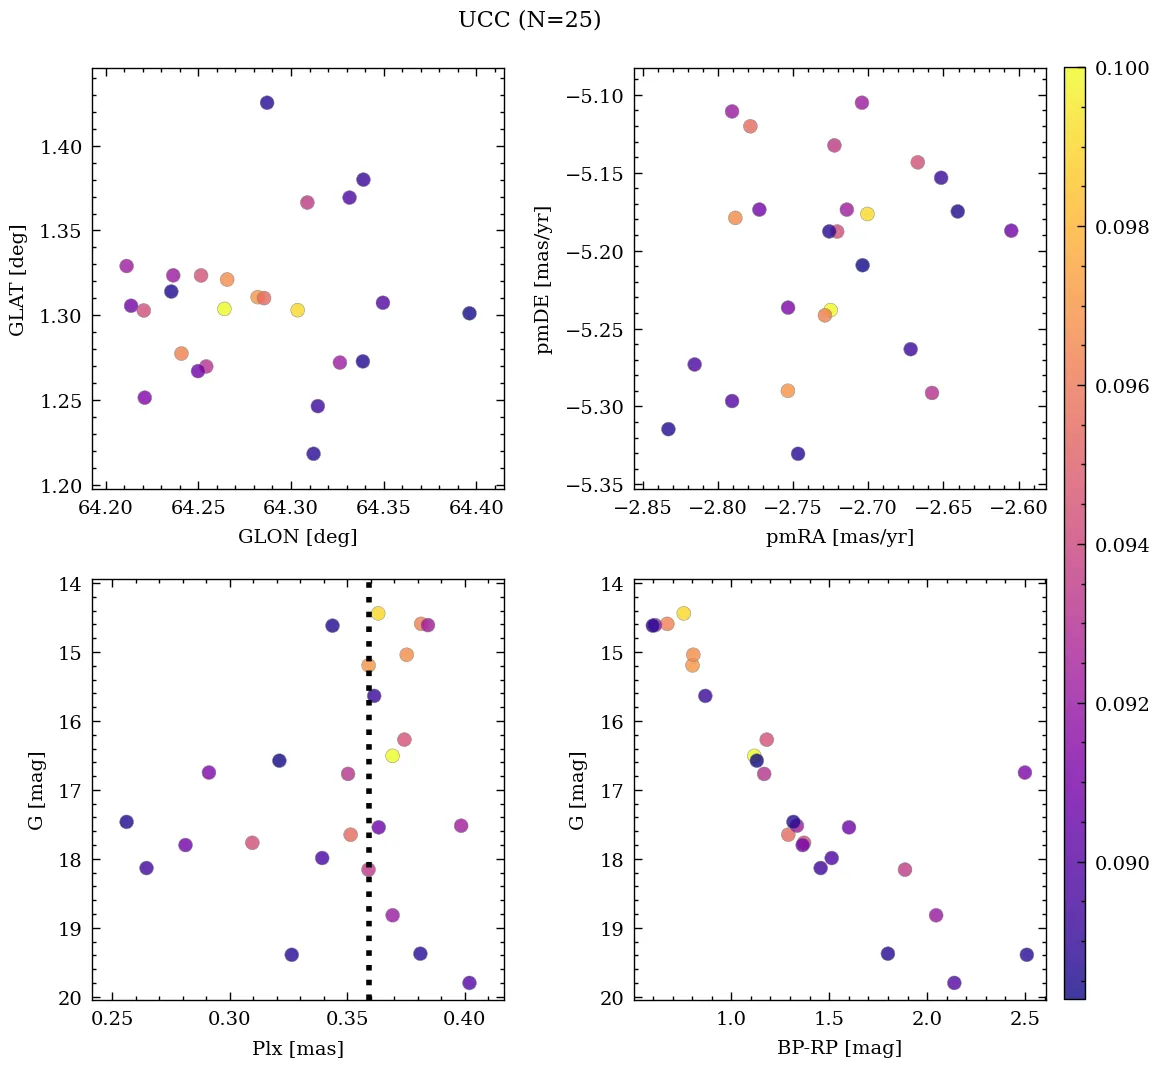 UCC (N=25)
GLAT [deg]
1.40
1.35
1.30
1.25
1.20
64.20 64.25 64.30 64.35 64.40
GLON [deg]
pmDE [mas/yr]
−5.10
−5.15
−5.20
−5.25
−5.30
−5.35
−2.85 −2.80 −2.75 −2.70 −2.65 −2.60
pmRA [mas/yr]
0.100
0.098
0.096
0.094
0.092
0.090
G [mag]
14
15
16
17
18
19
20
0.25 0.30 0.35 0.40
Plx [mas]
G [mag]
14
15
16
17
18
19
20
1.0 1.5 2.0 2.5
BP-RP [mag]